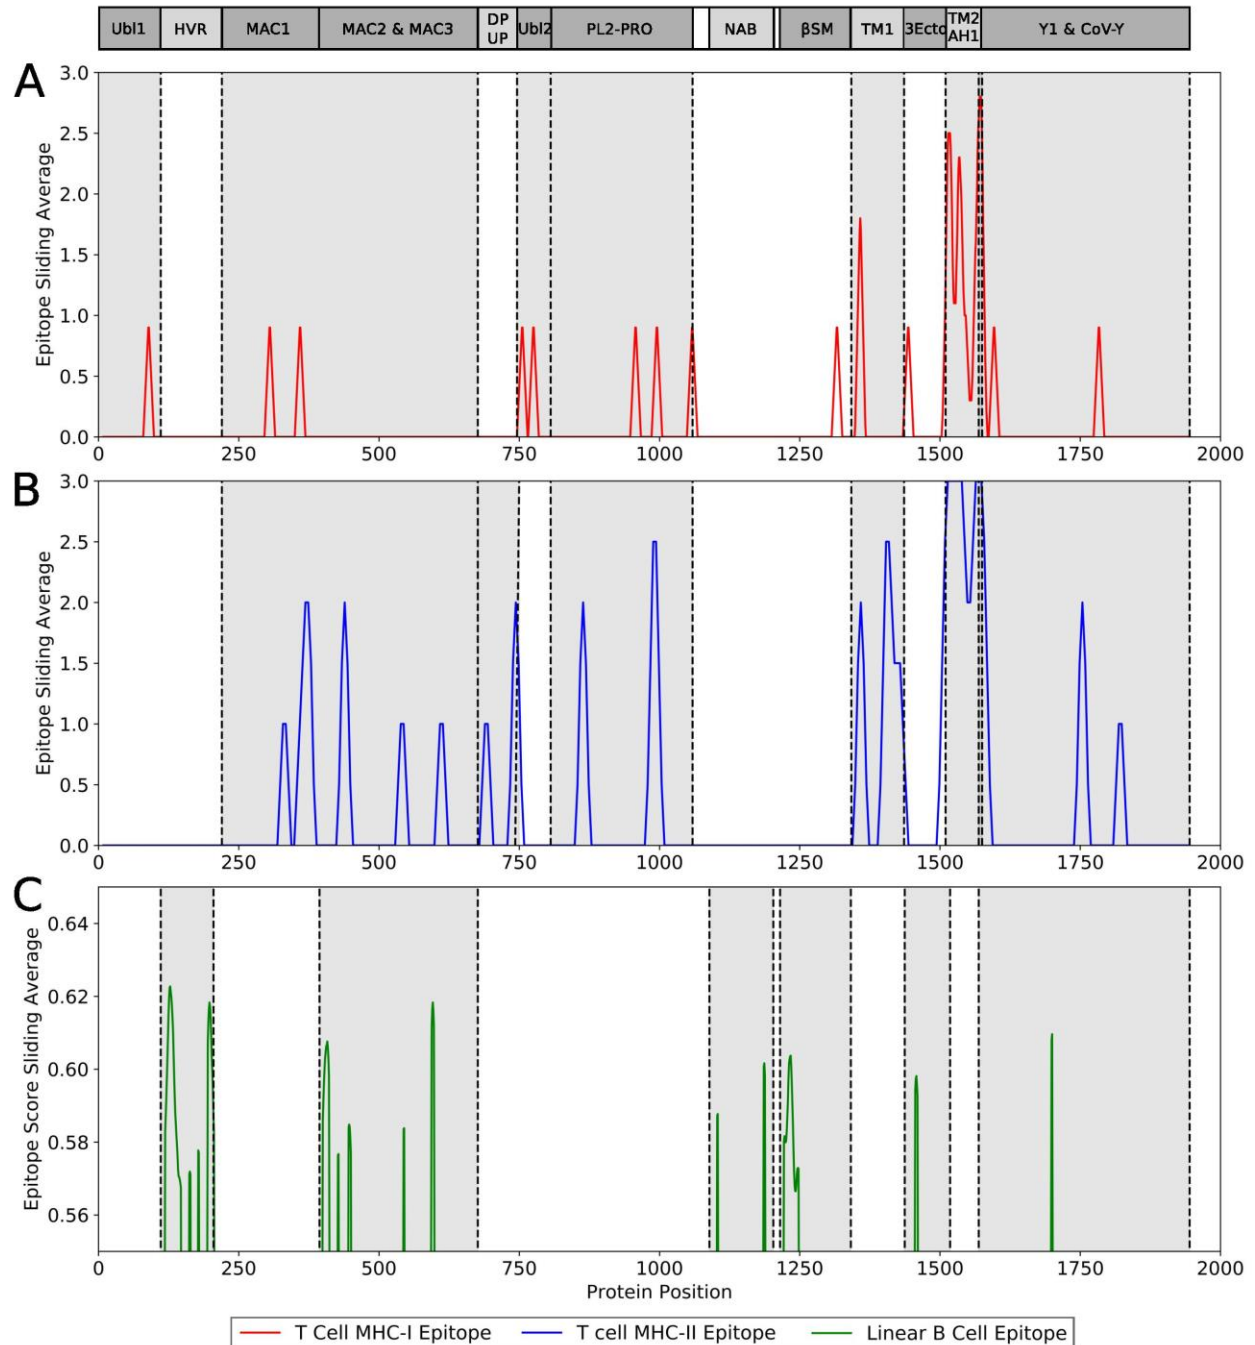 Ubl1 HVR MAC1 MAC2 & MAC3 DP UP Ubl2 PL2-PRO NAB βSM TM1 3Ecto TM2 AH1 Y1 & CoV-Y
A
Epitope Sliding Average
3.0
2.5
2.0
1.5
1.0
0.5
0.0
0 250 500 750 1000 1250 1500 1750 2000
B
Epitope Sliding Average
3.0
2.5
2.0
1.5
1.0
0.5
0.0
0 250 500 750 1000 1250 1500 1750 2000
C
Epitope Score Sliding Average
0.64
0.62
0.60
0.58
0.56
0 250 500 750 1000 1250 1500 1750 2000
Protein Position
T Cell MHC-I Epitope T cell MHC-II Epitope Linear B Cell Epitope